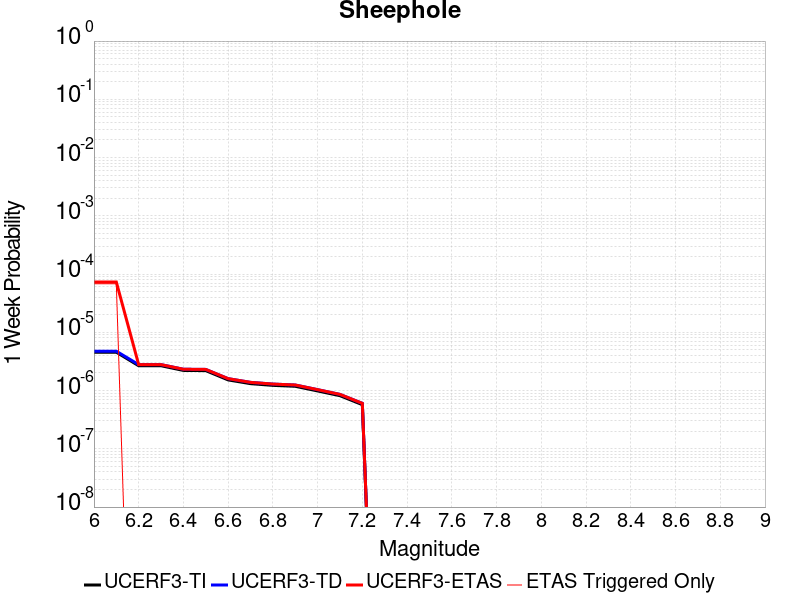 Sheephole
10^0
10^-1
10^-2
10^-3
10^-4
10^-5
10^-6
10^-7
10^-8
1 Week Probability
6 6.2 6.4 6.6 6.8 7 7.2 7.4 7.6 7.8 8 8.2 8.4 8.6 8.8 9
Magnitude
UCERF3-TI UCERF3-TD UCERF3-ETAS ETAS Triggered Only